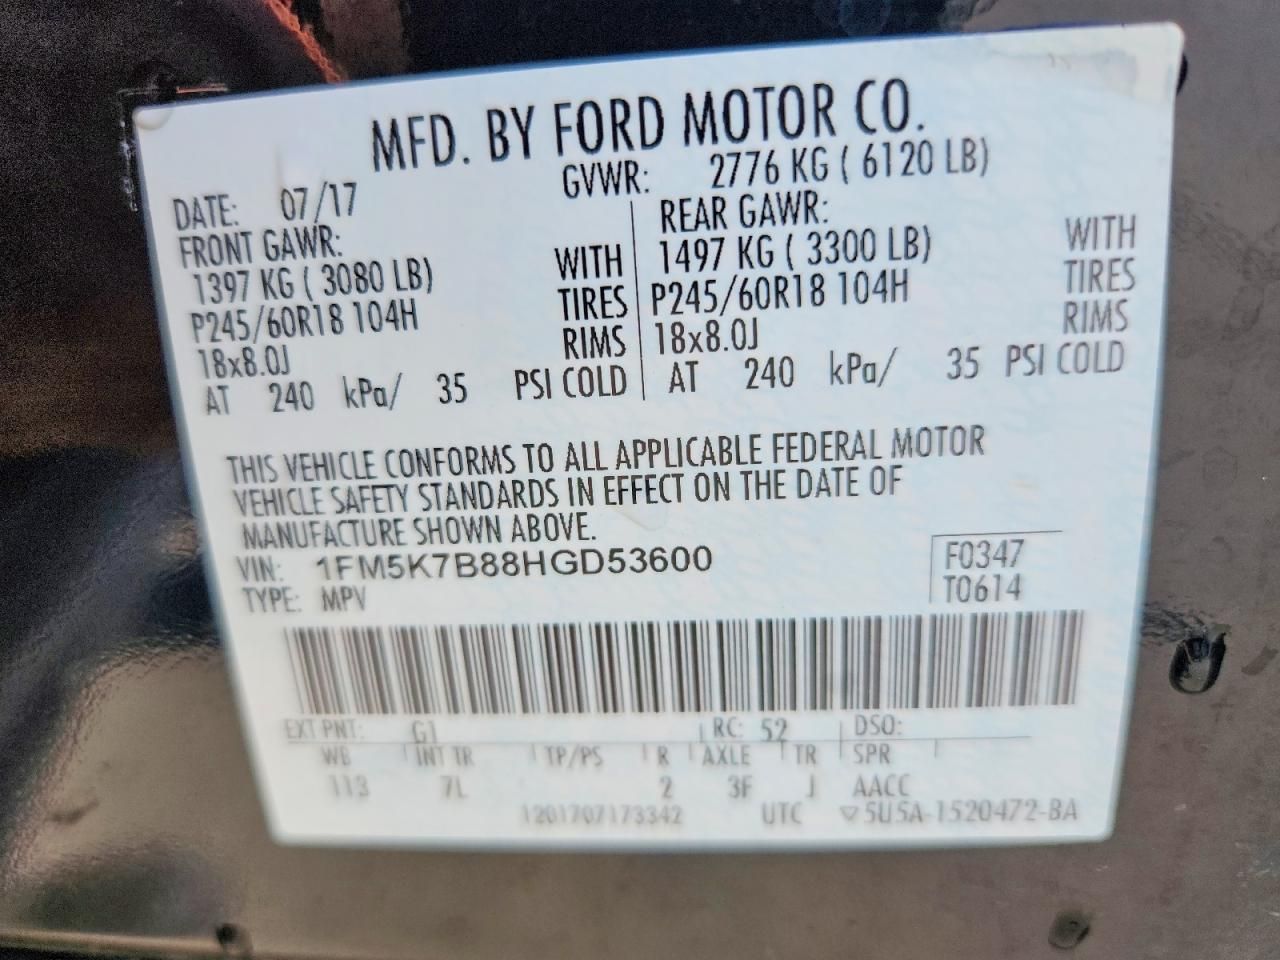 MFD. BY FORD MOTOR CO.
DATE: 07/17 GVWR: 2776 KG ( 6120 LB)
FRONT GAWR: REAR GAWR:
1397 KG ( 3080 LB) WITH 1497 KG ( 3300 LB) WITH
P245/60R18 104H TIRES P245/60R18 104H TIRES
18x8.0J RIMS 18x8.0J RIMS
AT 240 kPa/ 35 PSI COLD AT 240 kPa/ 35 PSI COLD
THIS VEHICLE CONFORMS TO ALL APPLICABLE FEDERAL MOTOR
VEHICLE SAFETY STANDARDS IN EFFECT ON THE DATE OF
MANUFACTURE SHOWN ABOVE.
VIN: 1FM5K7B88HGD53600 F0347
TYPE: MPV T0614
EXT PNT: G1 RC: 52 DSO:
WB INT TR TP/PS R AXLE TR SPR
113 7L 2 3F J AACC
1201707173342 UTC ▽5U5A-1520472-BA